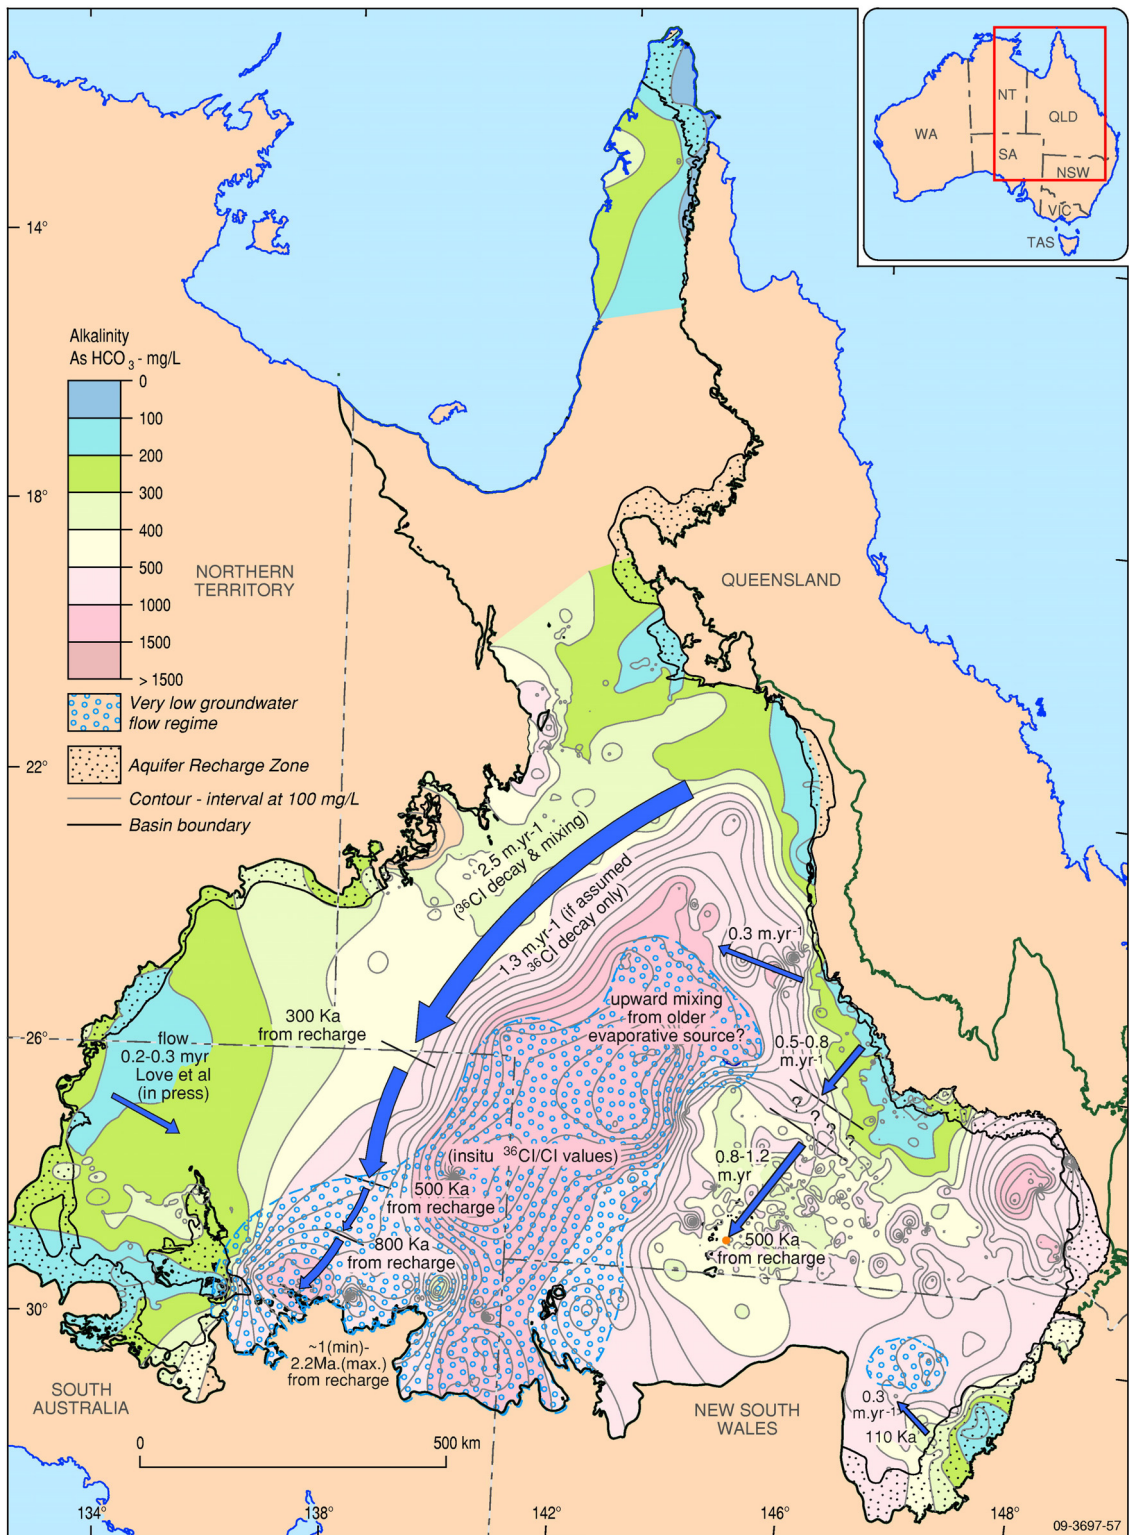 NT
WA
QLD
SA
NSW
VIC
TAS
14°
Alkalinity
As HCO3 - mg/L
0
100
200
300
400
500
1000
1500
> 1500
Very low groundwater
flow regime
Aquifer Recharge Zone
Contour - interval at 100 mg/L
Basin boundary
18°
NORTHERN
TERRITORY
QUEENSLAND
22°
2.5 m.yr-1
(36Cl decay & mixing)
1.3 m.yr-1 (if assumed
36Cl decay only)
0.3 m.yr-1
upward mixing
from older
evaporative source?
300 Ka
from recharge
26°
flow
0.2-0.3 myr
Love et al
(in press)
0.5-0.8
m.yr-1
? ? ? ?
(insitu 36Cl/Cl values)
0.8-1.2
m.yr
500 Ka
from recharge
800 Ka
from recharge
500 Ka
from recharge
30°
~1(min)-
2.2Ma.(max.)
from recharge
SOUTH
AUSTRALIA
NEW SOUTH
WALES
0.3
m.yr-1
110 Ka
0 500 km
134° 138° 142° 146° 148°
09-3697-57